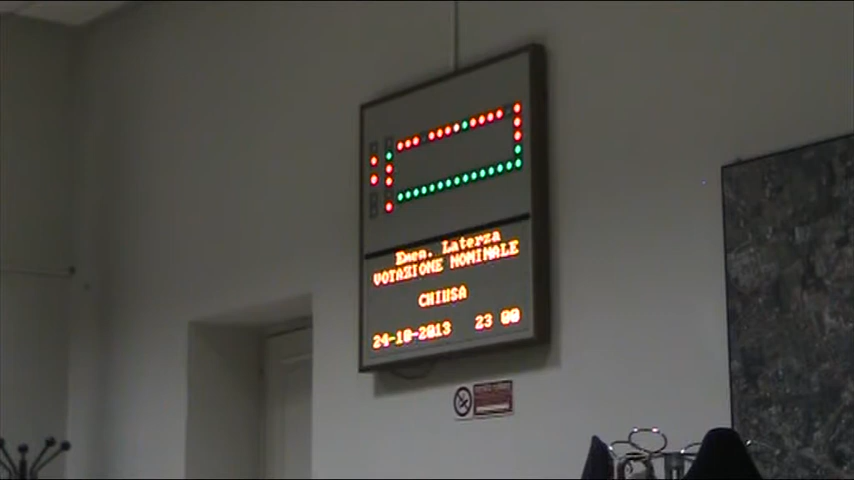 Emen. Laterza
VOTAZIONE NOMINALE
CHIUSA
24-10-2013 23 00